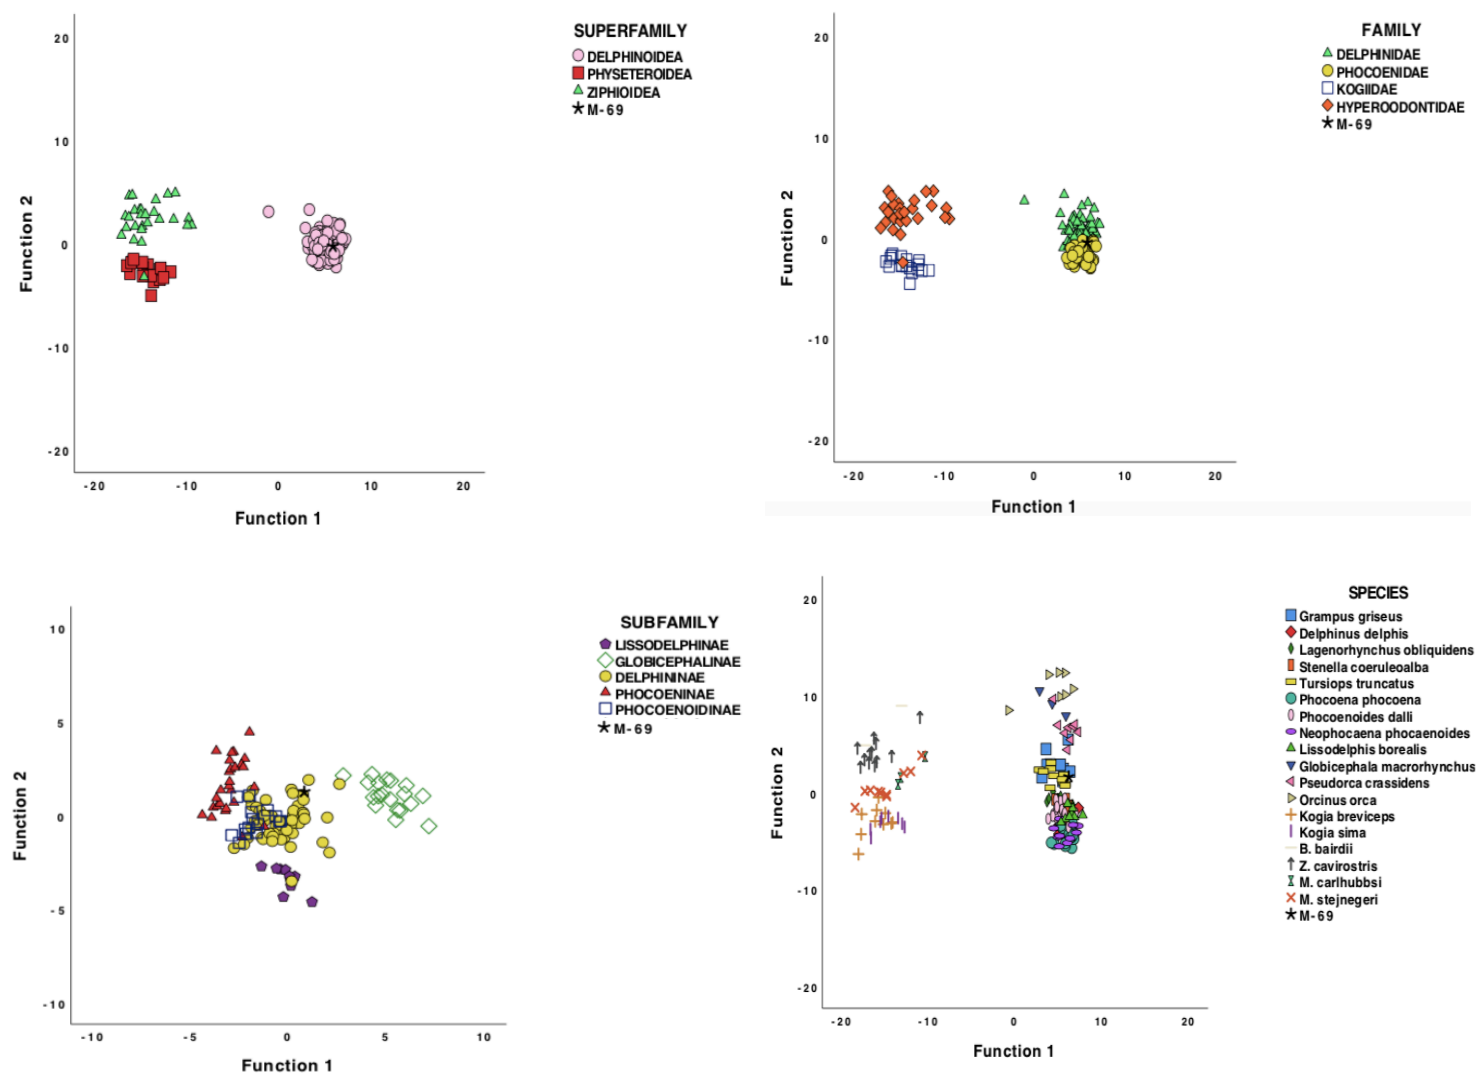 SUPERFAMILY
DELPHINOIDEA
PHYSETEROIDEA
ZIPHIOIDEA
M-69
20
10
0
-10
-20
Function 2
-20 -10 0 10 20
Function 1
FAMILY
DELPHINIDAE
PHOCOENIDAE
KOGIIDAE
HYPEROODONTIDAE
M-69
20
10
0
-10
-20
Function 2
-20 -10 0 10 20
Function 1
SUBFAMILY
LISSODELPHINAE
GLOBICEPHALINAE
DELPHININAE
PHOCOENINAE
PHOCOENOIDINAE
M-69
10
5
0
-5
-10
Function 2
-10 -5 0 5 10
Function 1
SPECIES
Grampus griseus
Delphinus delphis
Lagenorhynchus obliquidens
Stenella coeruleoalba
Tursiops truncatus
Phocoena phocoena
Phocoenoides dalli
Neophocaena phocaenoides
Lissodelphis borealis
Globicephala macrorhynchus
Pseudorca crassidens
Orcinus orca
Kogia breviceps
Kogia sima
B. bairdii
Z. cavirostris
M. carlhubbsi
M. stejnegeri
M-69
20
10
0
-10
-20
Function 2
-20 -10 0 10 20
Function 1